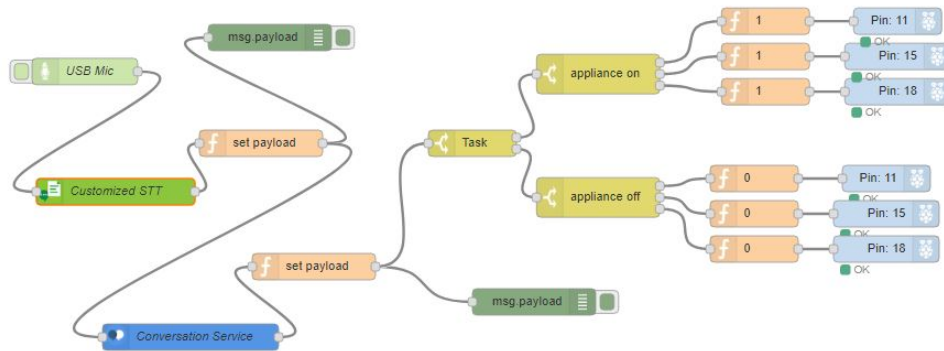 msg.payload
USB Mic
set payload
Customized STT
set payload
Conversation Service
msg.payload
Task
appliance on
1
Pin: 11
OK
1
Pin: 15
OK
1
Pin: 18
OK
appliance off
0
Pin: 11
OK
0
Pin: 15
OK
0
Pin: 18
OK